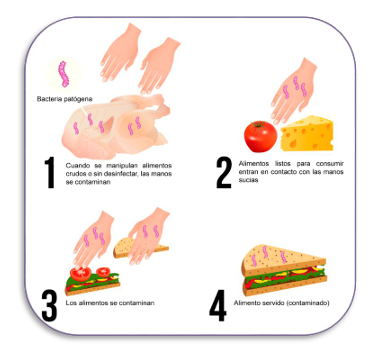 Bacteria patógena
1
Cuando se manipulan alimentos
crudos o sin desinfectar, las manos
se contaminan
2
Alimentos listos para consumir
entran en contacto con las manos
sucias
3
Los alimentos se contaminan
4
Alimento servido (contaminado)